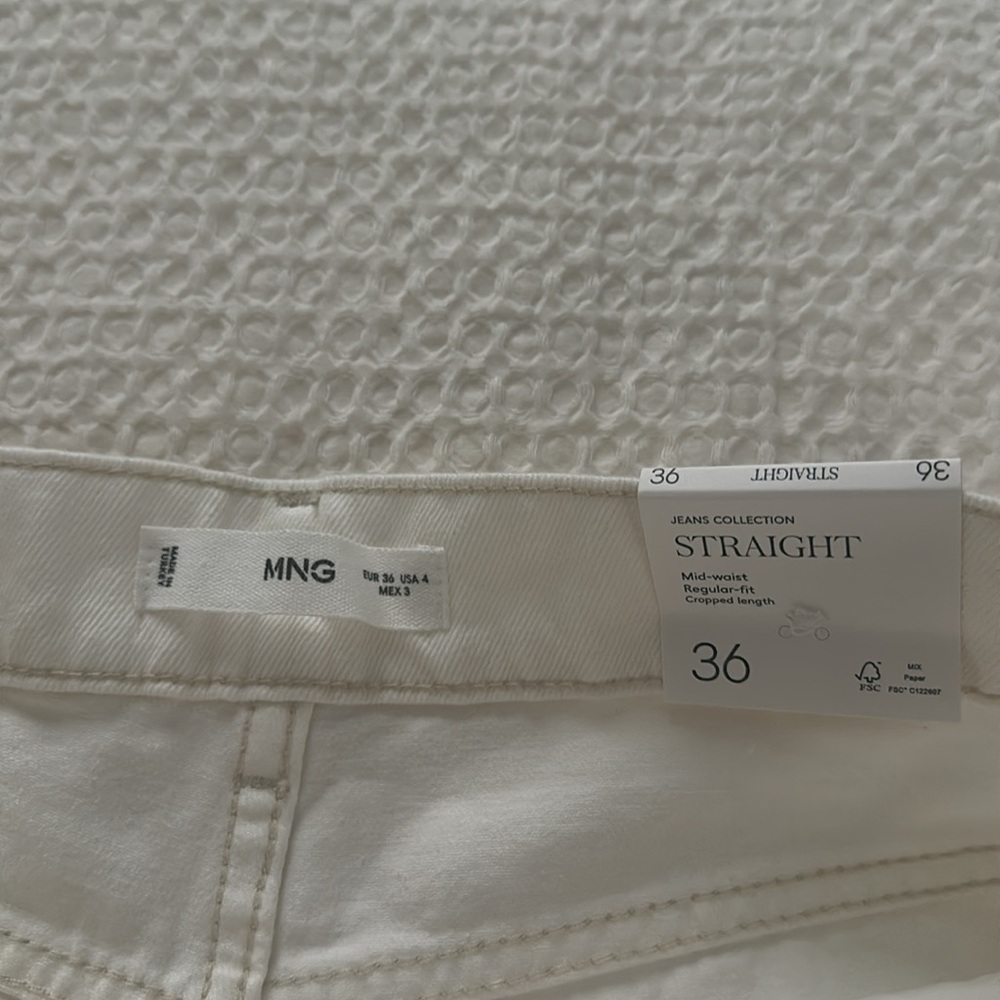 36 STRAIGHT 36
JEANS COLLECTION
STRAIGHT
Mid-waist
Regular-fit
Cropped length
36
FSC
MIX
Paper
FSC® C122607
MADE IN
TURKEY
MNG
EUR 36 USA 4
MEX 3